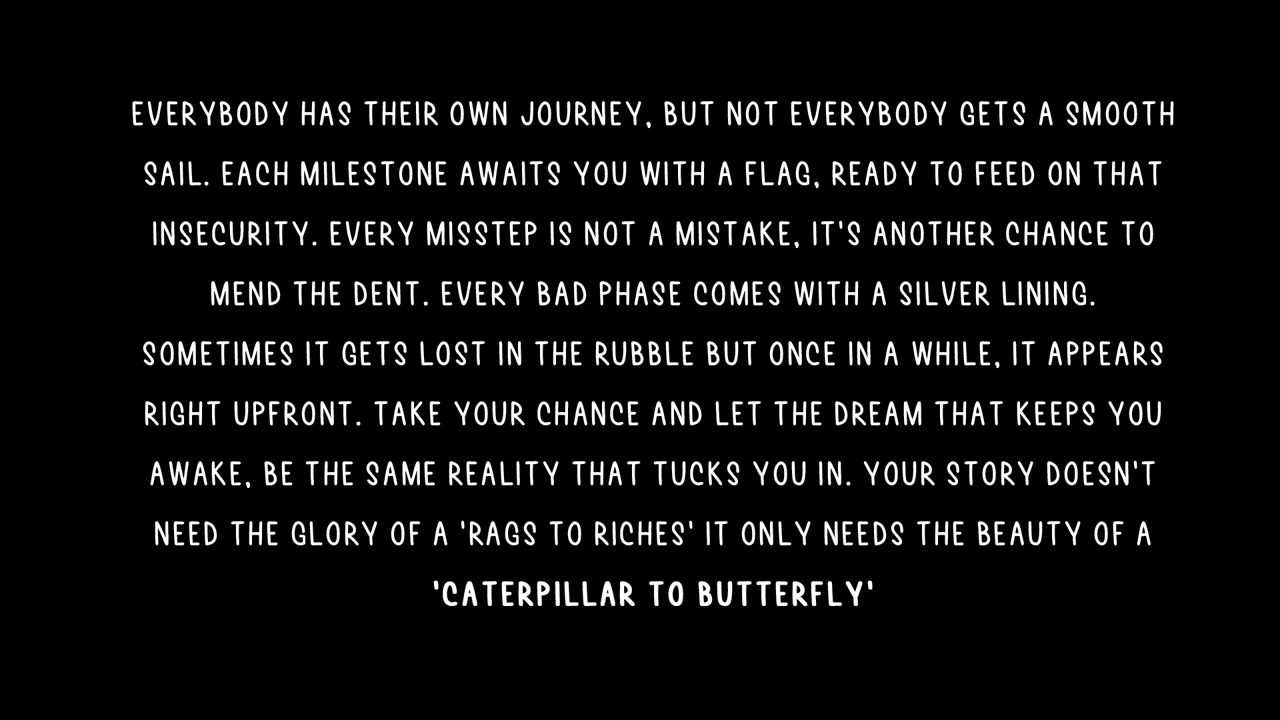 EVERYBODY HAS THEIR OWN JOURNEY, BUT NOT EVERYBODY GETS A SMOOTH
SAIL. EACH MILESTONE AWAITS YOU WITH A FLAG, READY TO FEED ON THAT
INSECURITY. EVERY MISSTEP IS NOT A MISTAKE, IT'S ANOTHER CHANCE TO
MEND THE DENT. EVERY BAD PHASE COMES WITH A SILVER LINING.
SOMETIMES IT GETS LOST IN THE RUBBLE BUT ONCE IN A WHILE, IT APPEARS
RIGHT UPFRONT. TAKE YOUR CHANCE AND LET THE DREAM THAT KEEPS YOU
AWAKE, BE THE SAME REALITY THAT TUCKS YOU IN. YOUR STORY DOESN'T
NEED THE GLORY OF A 'RAGS TO RICHES' IT ONLY NEEDS THE BEAUTY OF A
'CATERPILLAR TO BUTTERFLY'